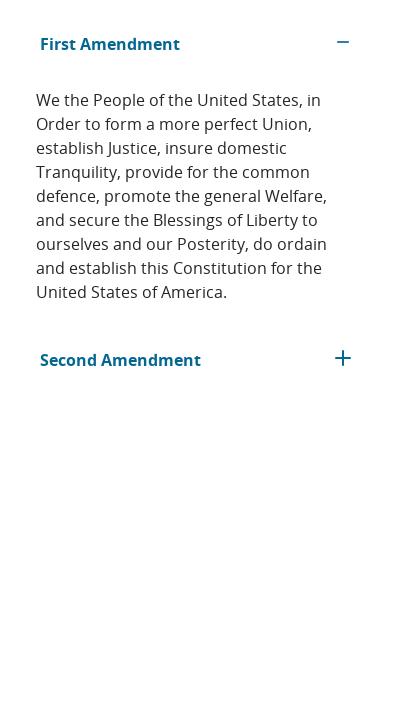 First Amendment
We the People of the United States, in
Order to form a more perfect Union,
establish Justice, insure domestic
Tranquility, provide for the common
defence, promote the general Welfare,
and secure the Blessings of Liberty to
ourselves and our Posterity, do ordain
and establish this Constitution for the
United States of America.
Second Amendment